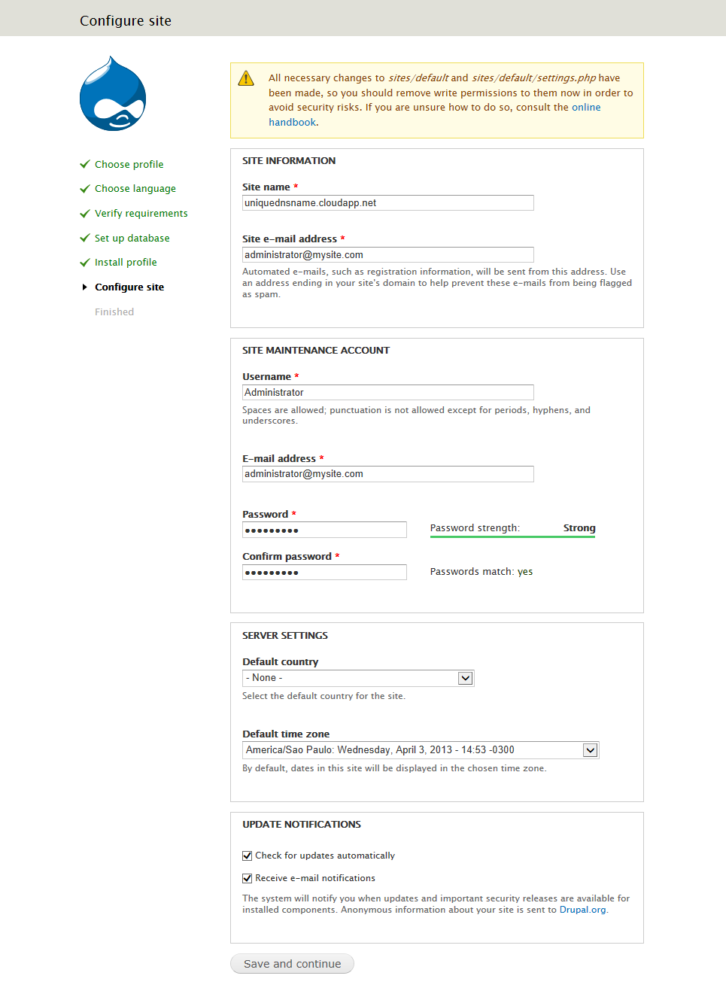 Configure site
All necessary changes to sites/default and sites/default/settings.php have
been made, so you should remove write permissions to them now in order to
avoid security risks. If you are unsure how to do so, consult the online
handbook.
Choose profile
Choose language
Verify requirements
Set up database
Install profile
Configure site
Finished
SITE INFORMATION
Site name *
uniquednsname.cloudapp.net
Site e-mail address *
administrator@mysite.com
Automated e-mails, such as registration information, will be sent from this address. Use
an address ending in your site's domain to help prevent these e-mails from being flagged
as spam.
SITE MAINTENANCE ACCOUNT
Username *
Administrator
Spaces are allowed; punctuation is not allowed except for periods, hyphens, and
underscores.
E-mail address *
administrator@mysite.com
Password *
●●●●●●●●●
Password strength: Strong
Confirm password *
●●●●●●●●●
Passwords match: yes
SERVER SETTINGS
Default country
- None -
Select the default country for the site.
Default time zone
America/Sao Paulo: Wednesday, April 3, 2013 - 14:53 -0300
By default, dates in this site will be displayed in the chosen time zone.
UPDATE NOTIFICATIONS
Check for updates automatically
Receive e-mail notifications
The system will notify you when updates and important security releases are available for
installed components. Anonymous information about your site is sent to Drupal.org.
Save and continue